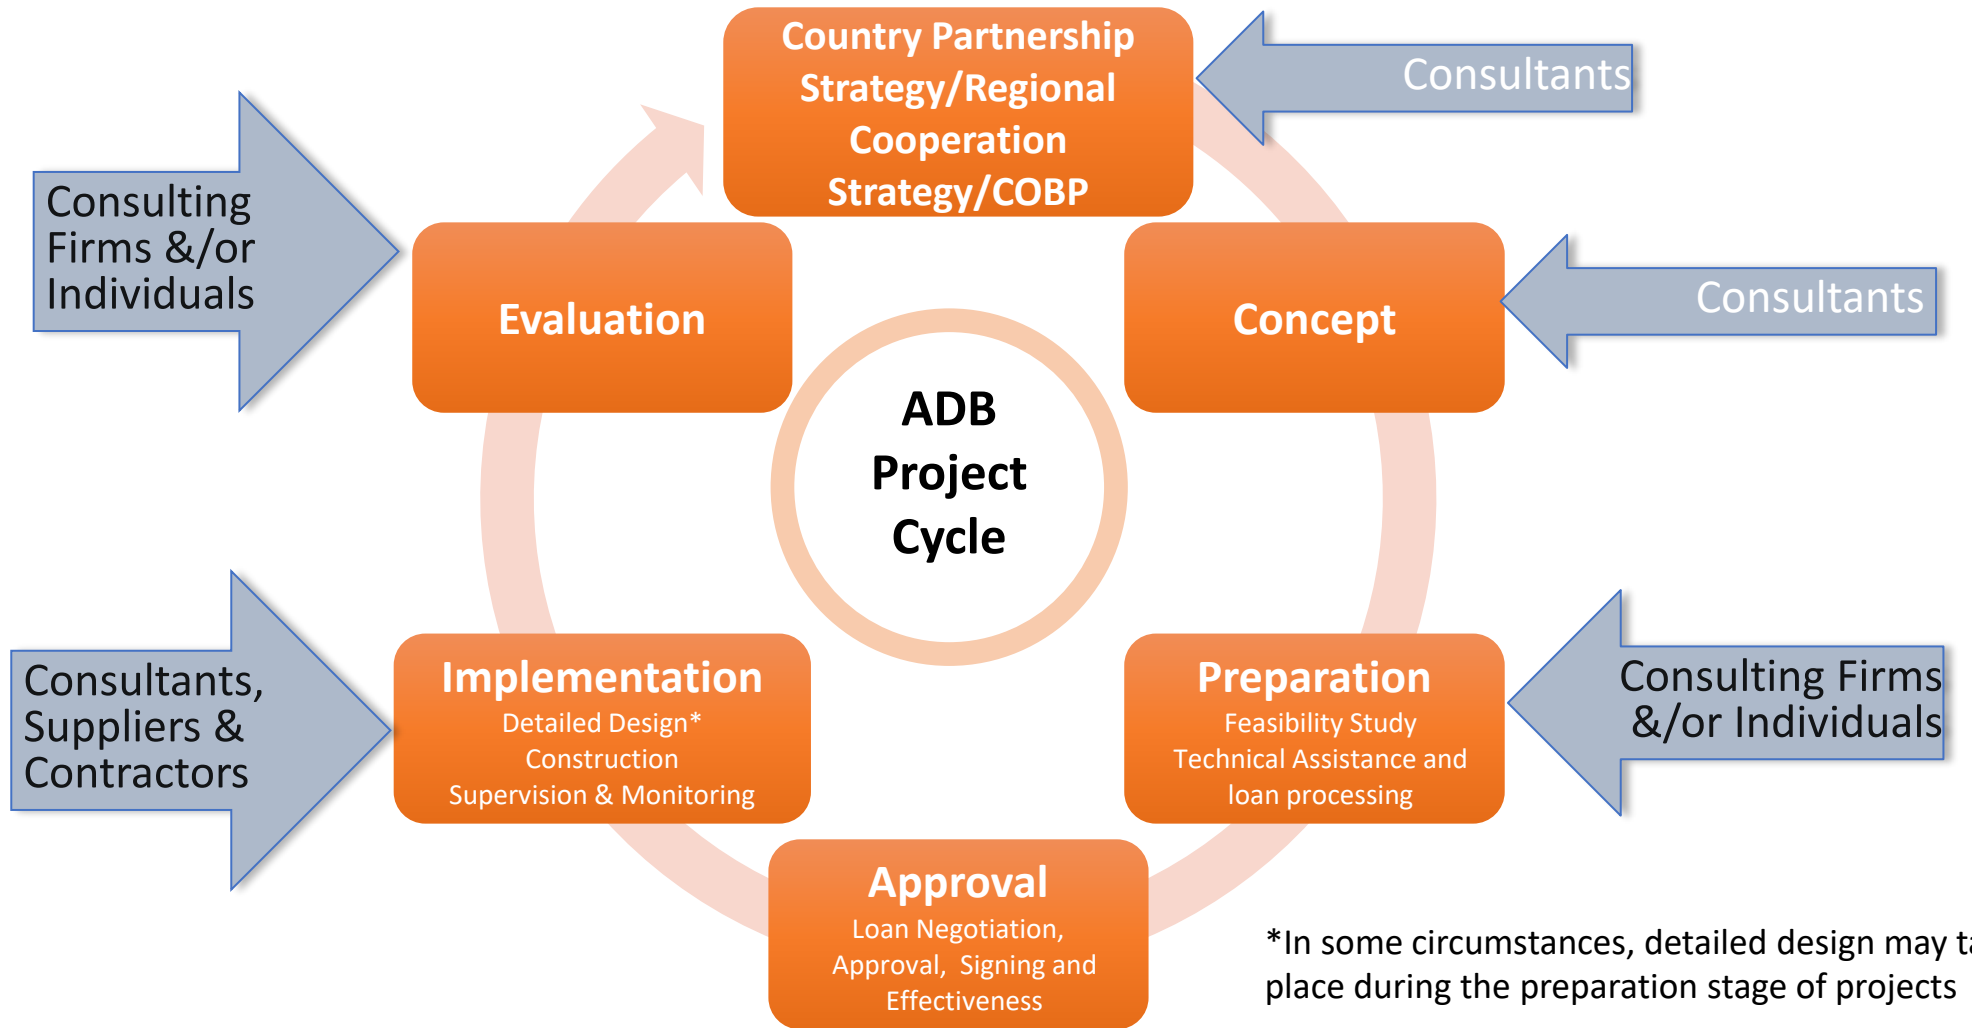 Country Partnership
Strategy/Regional
Cooperation
Strategy/COBP
Consultants
Consulting
Firms &/or
Individuals
Evaluation
Concept
Consultants
ADB
Project
Cycle
Implementation
Detailed Design*
Construction
Supervision & Monitoring
Consultants,
Suppliers &
Contractors
Preparation
Feasibility Study
Technical Assistance and
loan processing
Consulting Firms
&/or Individuals
Approval
Loan Negotiation,
Approval, Signing and
Effectiveness
*In some circumstances, detailed design may
place during the preparation stage of projects